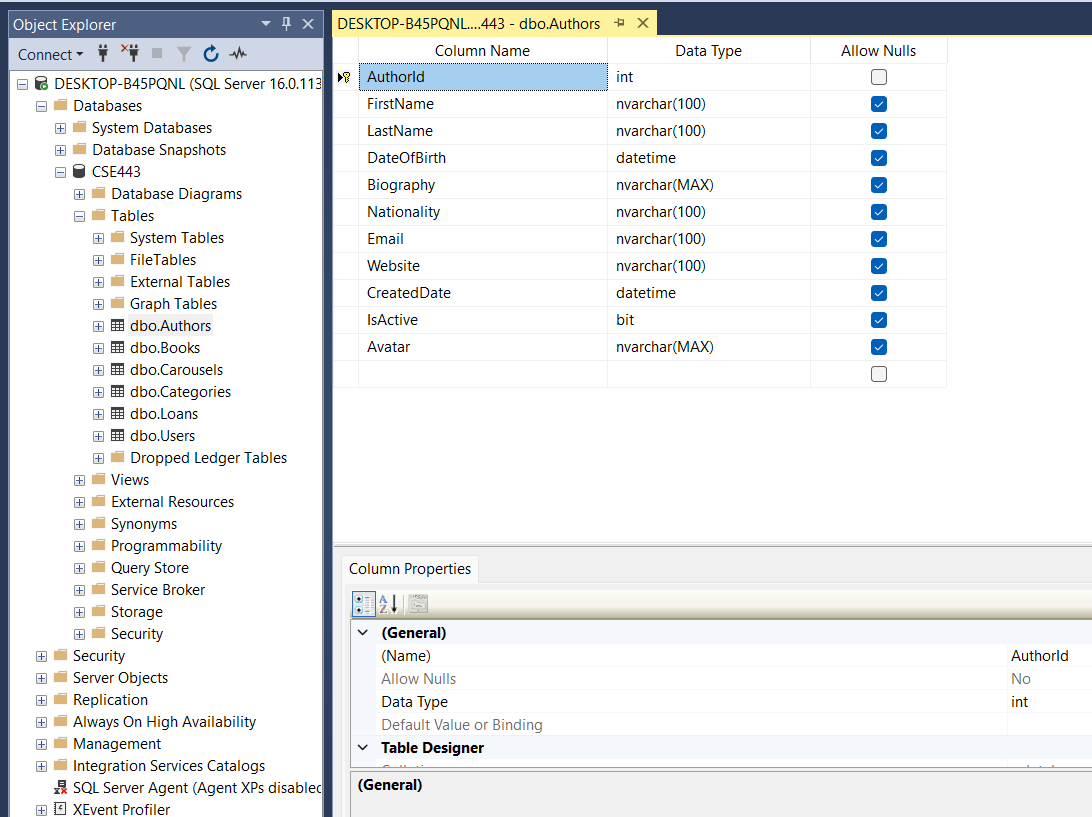 Object Explorer
Connect
DESKTOP-B45PQNL (SQL Server 16.0.113
Databases
System Databases
Database Snapshots
CSE443
Database Diagrams
Tables
System Tables
FileTables
External Tables
Graph Tables
dbo.Authors
dbo.Books
dbo.Carousels
dbo.Categories
dbo.Loans
dbo.Users
Dropped Ledger Tables
Views
External Resources
Synonyms
Programmability
Query Store
Service Broker
Storage
Security
Security
Server Objects
Replication
Always On High Availability
Management
Integration Services Catalogs
SQL Server Agent (Agent XPs disabled
XEvent Profiler
DESKTOP-B45PQNL....443 - dbo.Authors
Column Name Data Type Allow Nulls
AuthorId int
FirstName nvarchar(100)
LastName nvarchar(100)
DateOfBirth datetime
Biography nvarchar(MAX)
Nationality nvarchar(100)
Email nvarchar(100)
Website nvarchar(100)
CreatedDate datetime
IsActive bit
Avatar nvarchar(MAX)
Column Properties
(General)
(Name) AuthorId
Allow Nulls No
Data Type int
Default Value or Binding
Table Designer
(General)